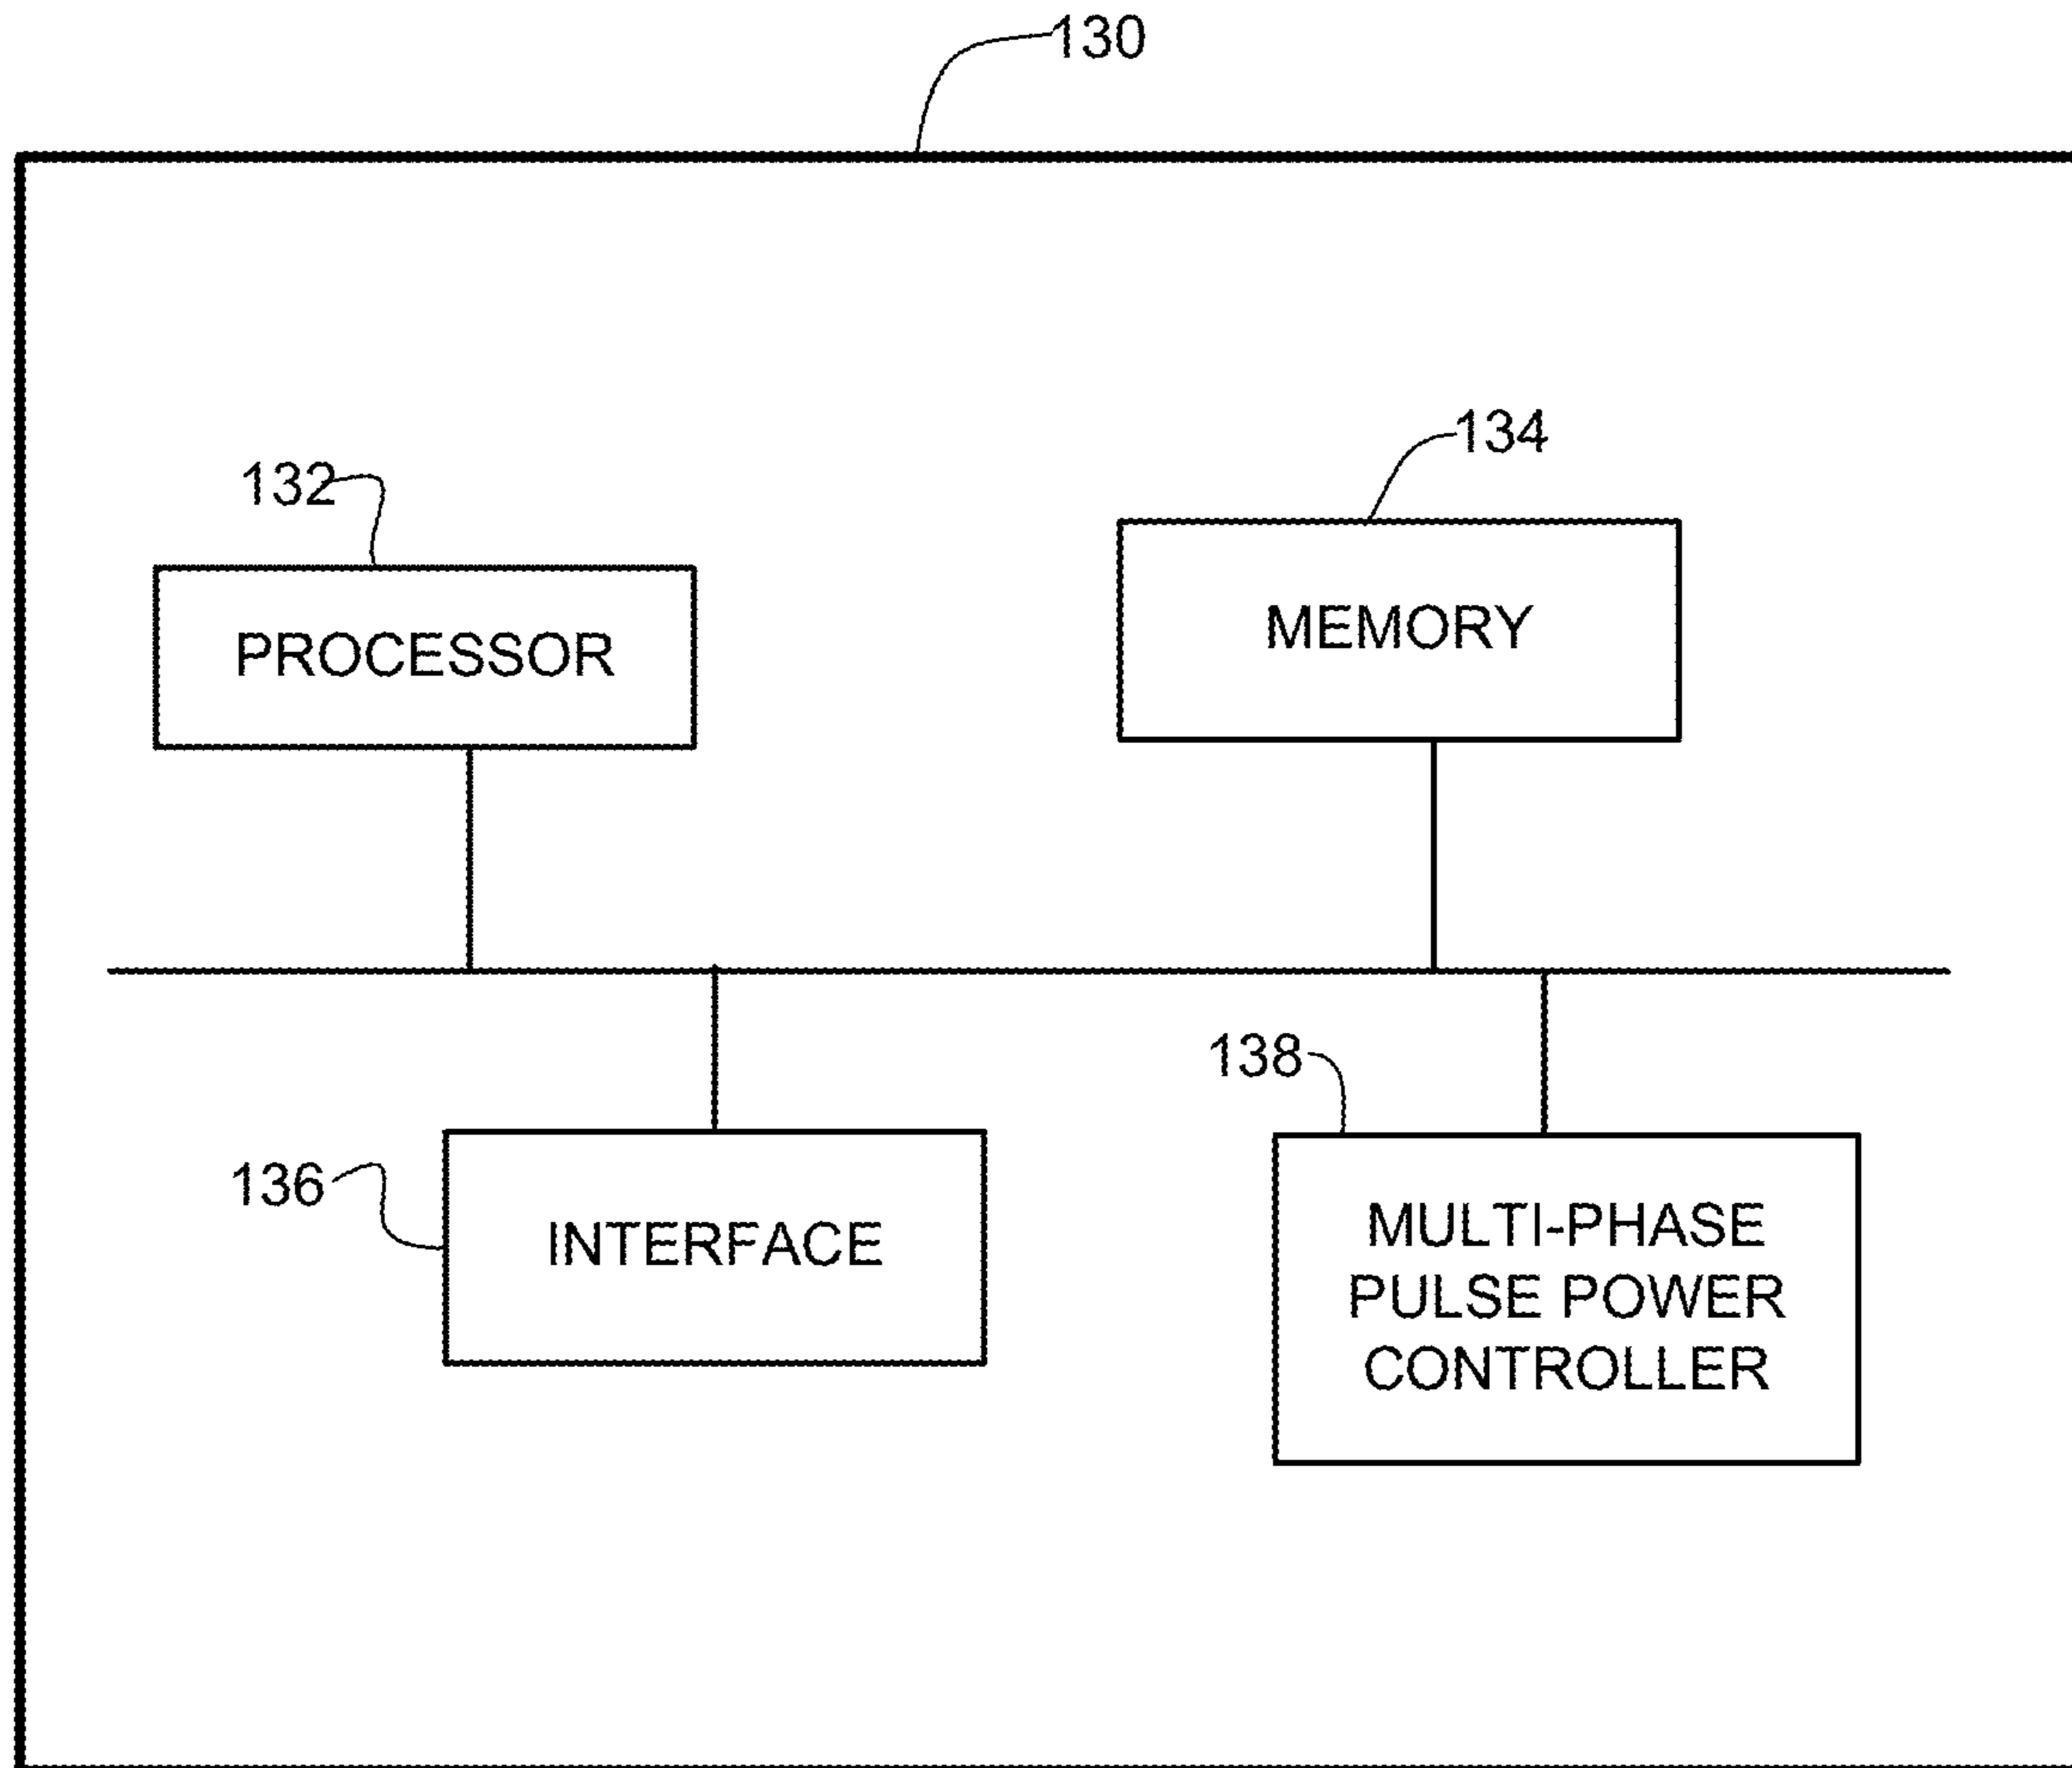 130
134
132
MEMORY
PROCESSOR
138
136
INTERFACE
MULTI-PHASE
PULSE POWER
CONTROLLER